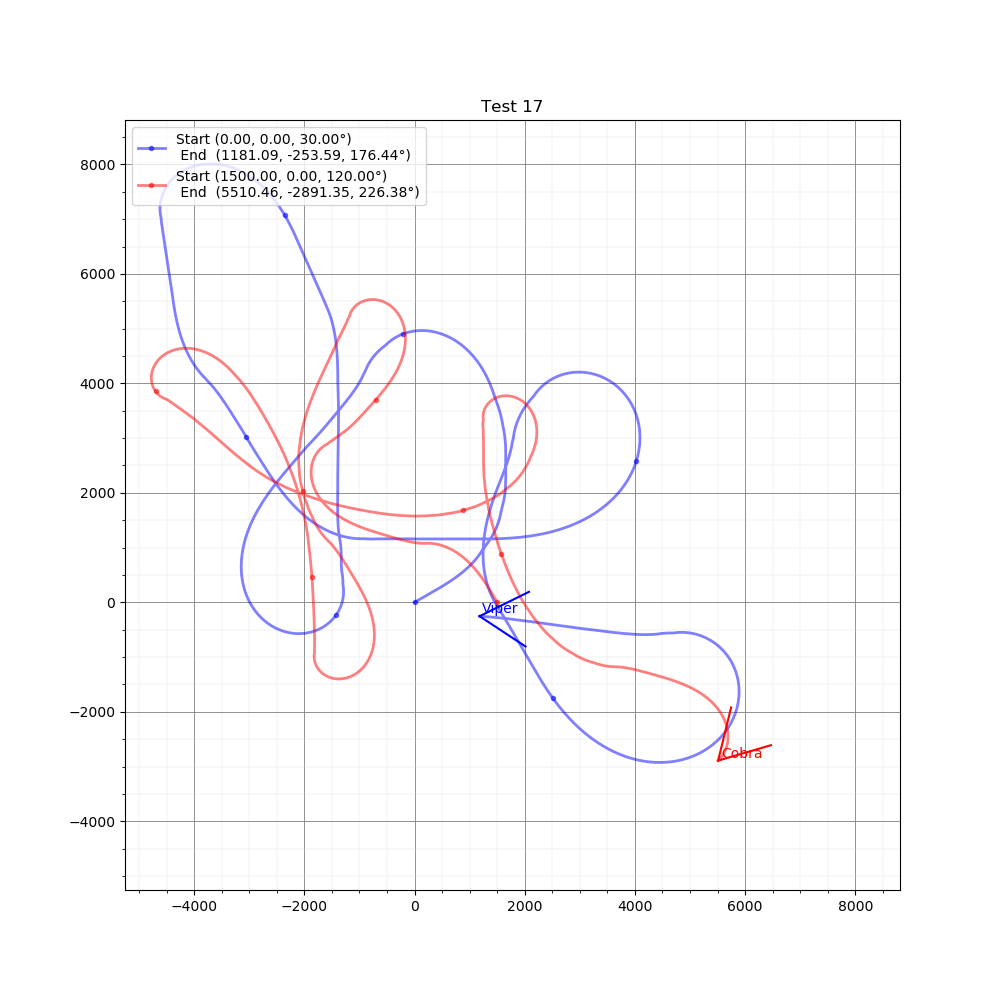 Test 17
Start (0.00, 0.00, 30.00°)
End (1181.09, -253.59, 176.44°)
Start (1500.00, 0.00, 120.00°)
End (5510.46, -2891.35, 226.38°)
8000
6000
4000
2000
0
−2000
−4000
Viper
Cobra
−4000 −2000 0 2000 4000 6000 8000